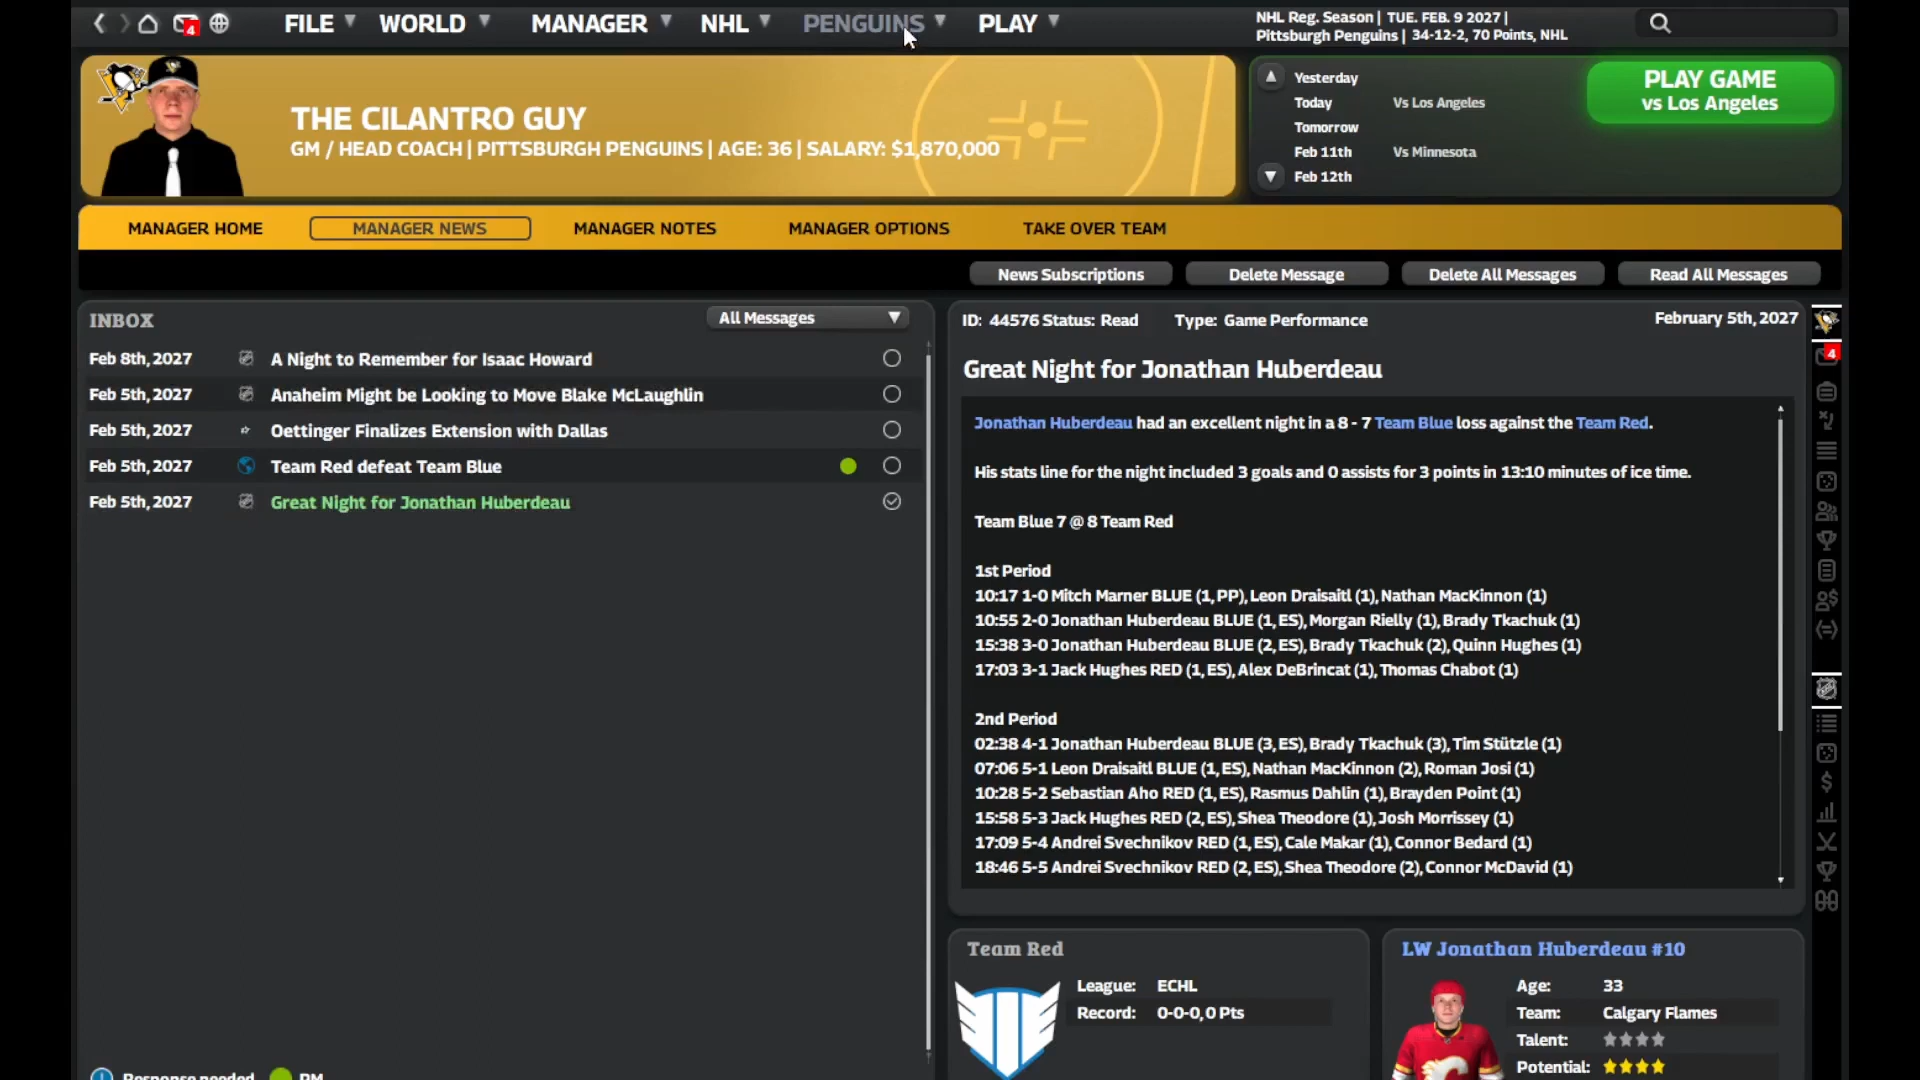 4
FILE
WORLD
MANAGER
NHL
PENGUINS
PLAY
NHL Reg. Season | TUE. FEB. 9 2027 |
Pittsburgh Penguins | 34-12-2, 70 Points, NHL
THE CILANTRO GUY
GM / HEAD COACH | PITTSBURGH PENGUINS | AGE: 36 | SALARY: $1,870,000
Yesterday
Today Vs Los Angeles
Tomorrow
Feb 11th Vs Minnesota
Feb 12th
PLAY GAME
vs Los Angeles
MANAGER HOME
MANAGER NEWS
MANAGER NOTES
MANAGER OPTIONS
TAKE OVER TEAM
News Subscriptions
Delete Message
Delete All Messages
Read All Messages
INBOX
All Messages
Feb 8th, 2027 A Night to Remember for Isaac Howard
Feb 5th, 2027 Anaheim Might be Looking to Move Blake McLaughlin
Feb 5th, 2027 Oettinger Finalizes Extension with Dallas
Feb 5th, 2027 Team Red defeat Team Blue
Feb 5th, 2027 Great Night for Jonathan Huberdeau
Response needed PM
ID: 44576 Status: Read Type: Game Performance February 5th, 2027
Great Night for Jonathan Huberdeau
Jonathan Huberdeau had an excellent night in a 8 - 7 Team Blue loss against the Team Red.
His stats line for the night included 3 goals and 0 assists for 3 points in 13:10 minutes of ice time.
Team Blue 7 @ 8 Team Red
1st Period
10:17 1-0 Mitch Marner BLUE (1, PP), Leon Draisaitl (1), Nathan MacKinnon (1)
10:55 2-0 Jonathan Huberdeau BLUE (1, ES), Morgan Rielly (1), Brady Tkachuk (1)
15:38 3-0 Jonathan Huberdeau BLUE (2, ES), Brady Tkachuk (2), Quinn Hughes (1)
17:03 3-1 Jack Hughes RED (1, ES), Alex DeBrincat (1), Thomas Chabot (1)
2nd Period
02:38 4-1 Jonathan Huberdeau BLUE (3, ES), Brady Tkachuk (3), Tim Stützle (1)
07:06 5-1 Leon Draisaitl BLUE (1, ES), Nathan MacKinnon (2), Roman Josi (1)
10:28 5-2 Sebastian Aho RED (1, ES), Rasmus Dahlin (1), Brayden Point (1)
15:58 5-3 Jack Hughes RED (2, ES), Shea Theodore (1), Josh Morrissey (1)
17:09 5-4 Andrei Svechnikov RED (1, ES), Cale Makar (1), Connor Bedard (1)
18:46 5-5 Andrei Svechnikov RED (2, ES), Shea Theodore (2), Connor McDavid (1)
4
Team Red
League: ECHL
Record: 0-0-0, 0 Pts
LW Jonathan Huberdeau #10
Age: 33
Team: Calgary Flames
Talent:
Potential: